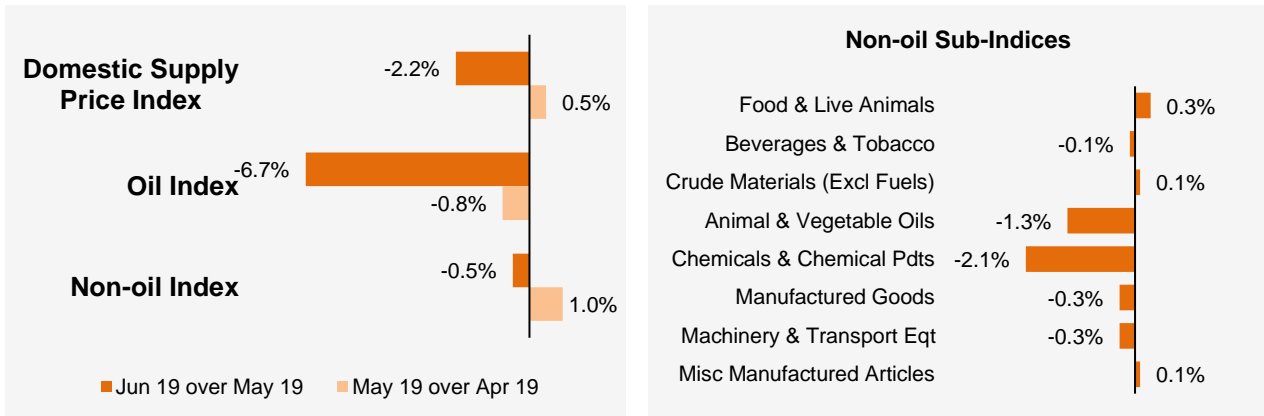 Domestic Supply
Price Index
-2.2%
0.5%
Oil Index
-6.7%
-0.8%
Non-oil Index
-0.5%
1.0%
Jun 19 over May 19
May 19 over Apr 19
Non-oil Sub-Indices
Food & Live Animals
0.3%
Beverages & Tobacco
-0.1%
Crude Materials (Excl Fuels)
0.1%
Animal & Vegetable Oils
-1.3%
Chemicals & Chemical Pdts
-2.1%
Manufactured Goods
-0.3%
Machinery & Transport Eqt
-0.3%
Misc Manufactured Articles
0.1%